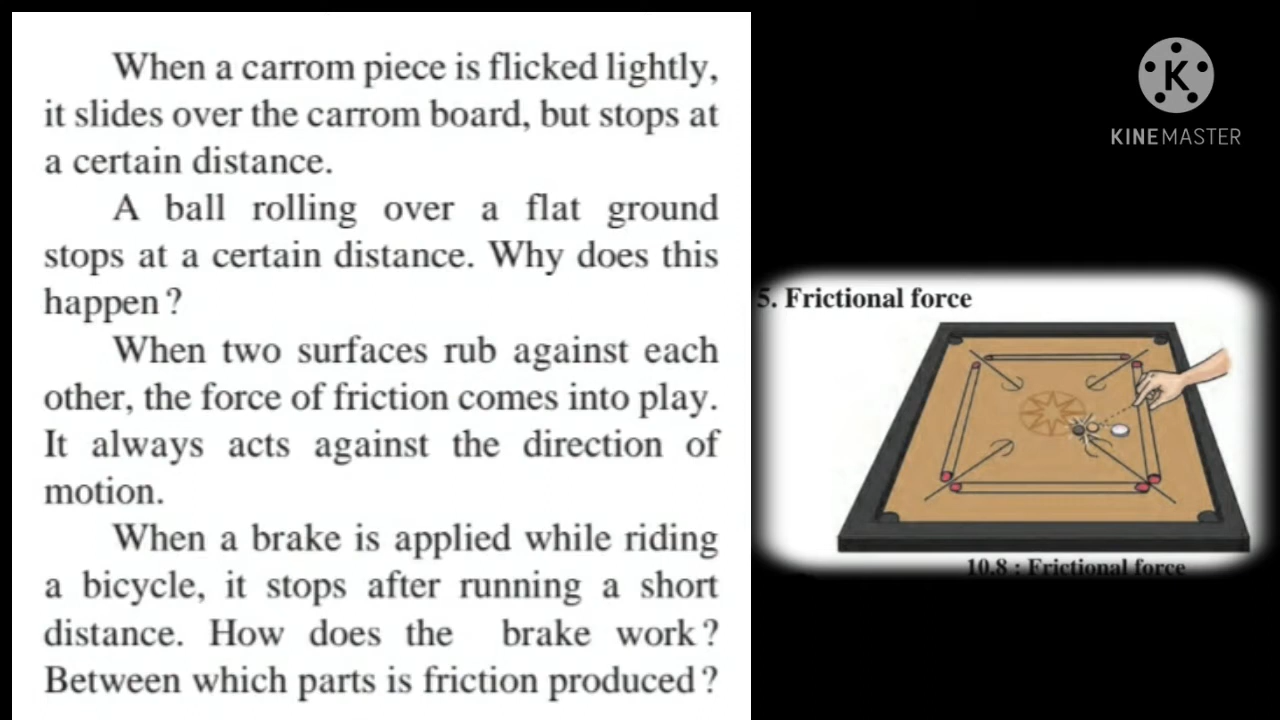 When a carrom piece is flicked lightly,
it slides over the carrom board, but stops at
a certain distance.
A ball rolling over a flat ground
stops at a certain distance. Why does this
happen ?
When two surfaces rub against each
other, the force of friction comes into play.
It always acts against the direction of
motion.
When a brake is applied while riding
a bicycle, it stops after running a short
distance. How does the brake work ?
Between which parts is friction produced ?
K
KINEMASTER
5. Frictional force
10.8 : Frictional force